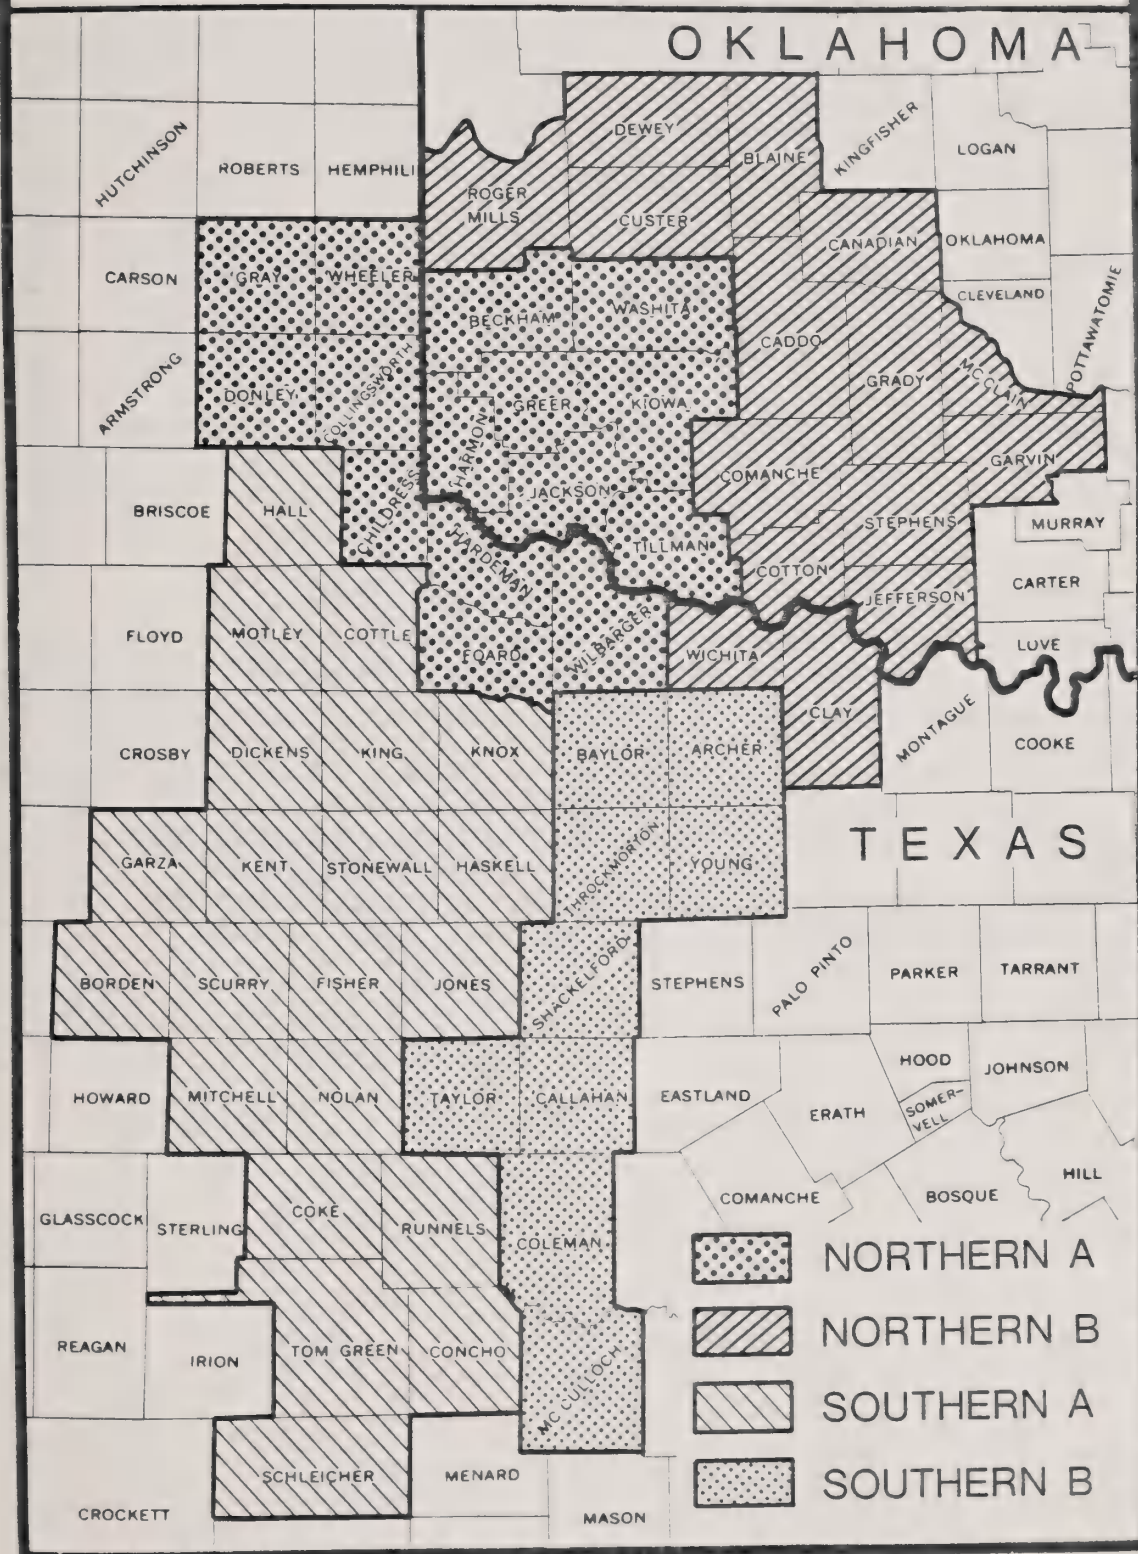 OKLAHOMA
HUTCHINSON
ROBERTS
HEMPHILL
DEWEY
BLAINE
KINGFISHER
LOGAN
ROGER
MILLS
CUSTER
CANADIAN
OKLAHOMA
CARSON
GRAY
WHEELER
BECKHAM
WASHITA
CLEVELAND
POTTAWATOMIE
CADDO
ARMSTRONG
DONLEY
COLLINGSWORTH
GREER
KIOWA
GRADY
MC CLAIN
HARMON
COMANCHE
GARVIN
BRISCOE
HALL
CHILDRESS
JACKSON
STEPHENS
MURRAY
HARDEMAN
TILLMAN
COTTON
JEFFERSON
CARTER
FLOYD
MOTLEY
COTTLE
FOARD
WILBARGER
WICHITA
LOVE
CROSBY
DICKENS
KING
KNOX
BAYLOR
ARCHER
CLAY
MONTAGUE
COOKE
TEXAS
GARZA
KENT
STONEWALL
HASKELL
THROCKMORTON
YOUNG
BORDEN
SCURRY
FISHER
JONES
SHACKELFORD
STEPHENS
PALO PINTO
PARKER
TARRANT
HOWARD
MITCHELL
NOLAN
TAYLOR
CALLAHAN
EASTLAND
ERATH
HOOD
SOMER-
VELL
JOHNSON
GLASSCOCK
STERLING
COKE
RUNNELS
COLEMAN
COMANCHE
BOSQUE
HILL
REAGAN
IRION
TOM GREEN
CONCHO
MC CULLOCH
CROCKETT
SCHLEICHER
MENARD
MASON
NORTHERN A
NORTHERN B
SOUTHERN A
SOUTHERN B